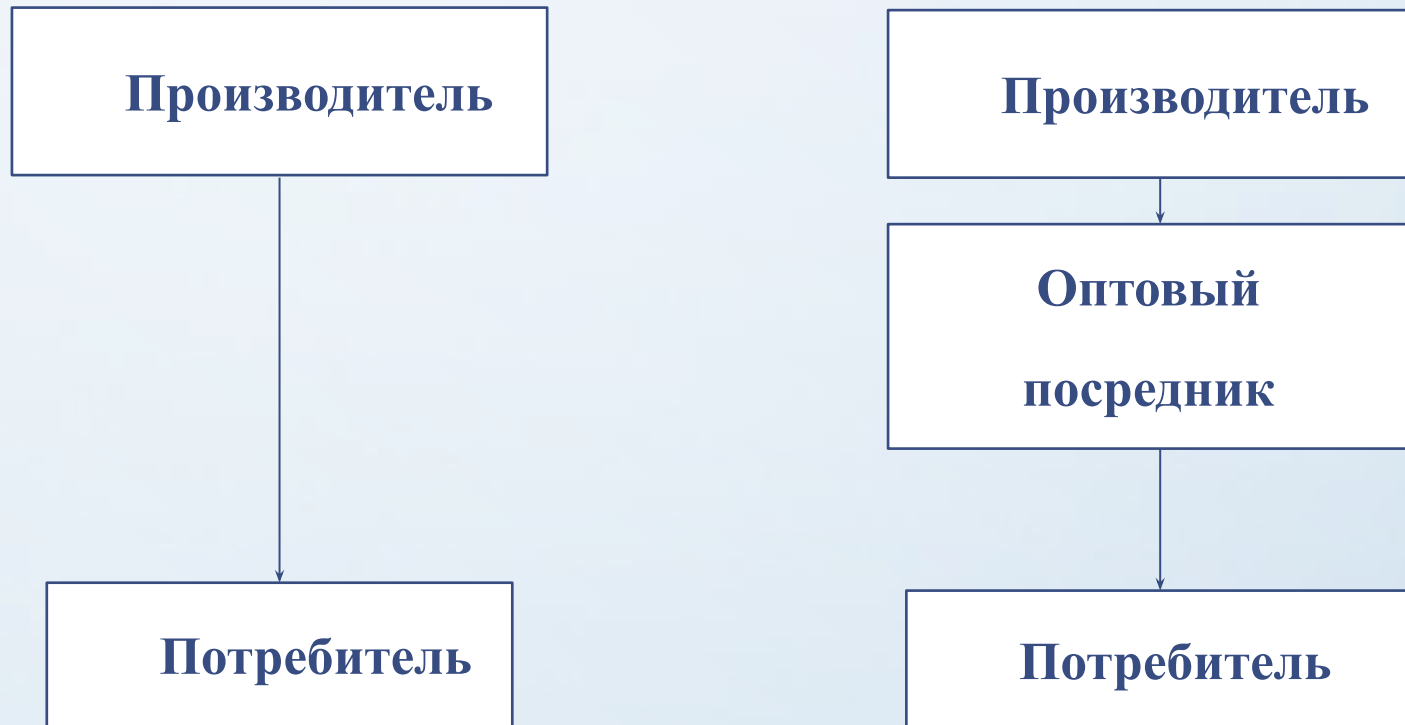 Производитель
Потребитель
Производитель
Оптовый
посредник
Потребитель